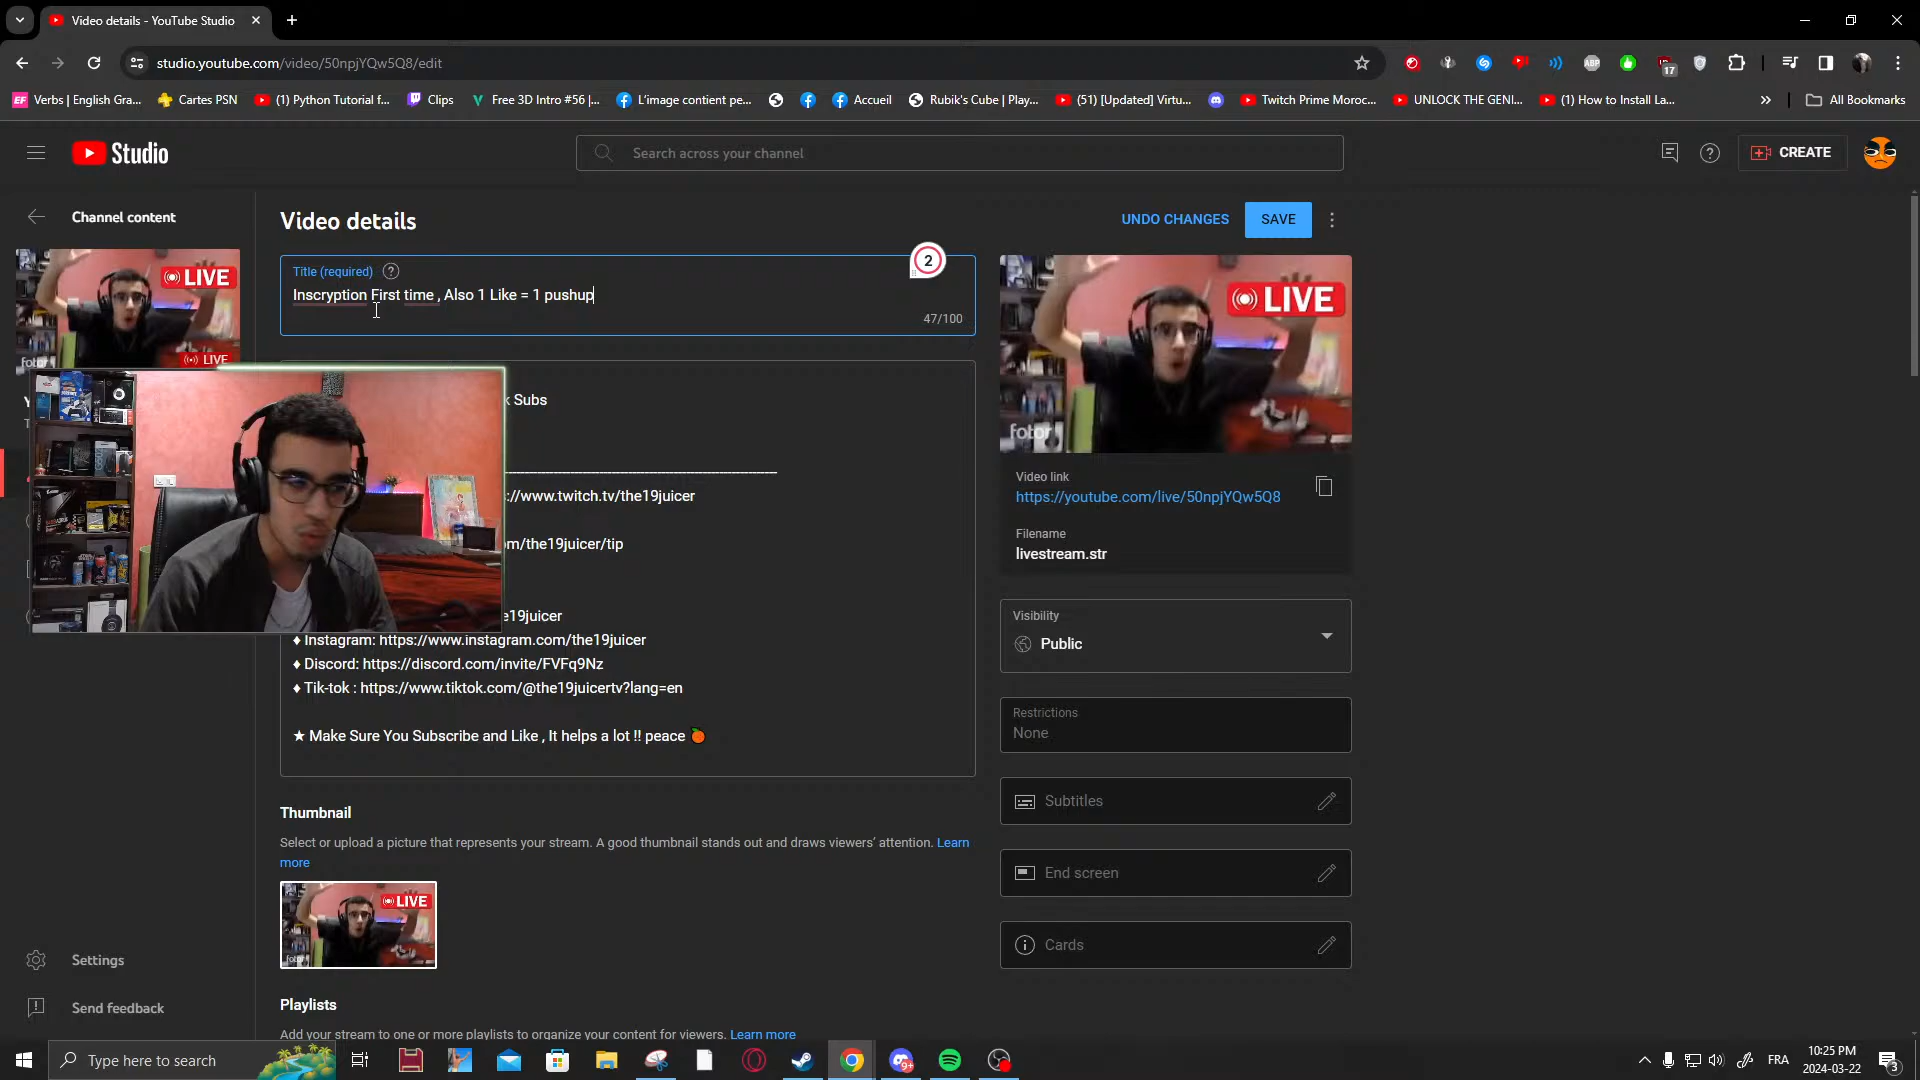 Video details - YouTube Studio
studio.youtube.com/video/50npjYQw5Q8/edit
17
EF Verbs | English Gra...
Cartes PSN
(1) Python Tutorial f...
Clips
Free 3D Intro #56 |...
L'image contient pe...
Accueil
Rubik's Cube | Play...
(51) [Updated] Virtu...
Twitch Prime Moroc...
UNLOCK THE GENI...
(1) How to Install La...
All Bookmarks
Studio
Search across your channel
CREATE
Channel content
Video details
UNDO CHANGES
SAVE
LIVE
LIVE
Title (required)
2
Inscryption First time , Also 1 Like = 1 pushup
47/100
LIVE
fotor
k Subs
://www.twitch.tv/the19juicer
m/the19juicer/tip
e19juicer
♦ Instagram: https://www.instagram.com/the19juicer
♦ Discord: https://discord.com/invite/FVFq9Nz
♦ Tik-tok : https://www.tiktok.com/@the19juicertv?lang=en
★ Make Sure You Subscribe and Like , It helps a lot !! peace 🍊
Video link
https://youtube.com/live/50npjYQw5Q8
Filename
livestream.str
Visibility
Public
Restrictions
None
Subtitles
End screen
Cards
Thumbnail
Select or upload a picture that represents your stream. A good thumbnail stands out and draws viewers' attention. Learn
more
LIVE
Playlists
Add your stream to one or more playlists to organize your content for viewers. Learn more
Settings
Send feedback
Type here to search
9+
FRA
10:25 PM
2024-03-22
3